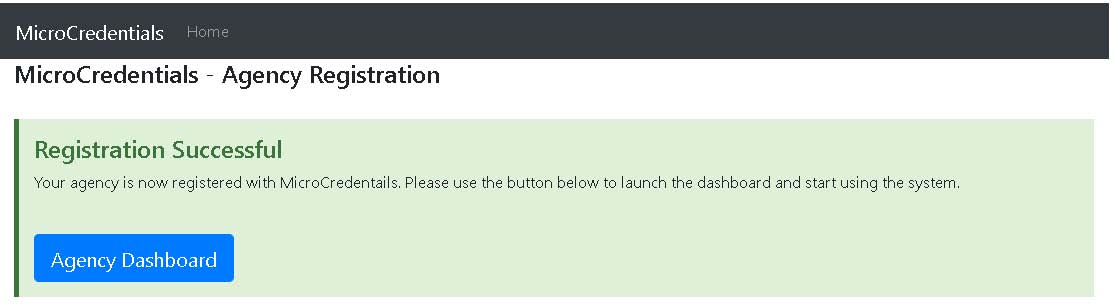 MicroCredentials Home
MicroCredentials - Agency Registration
Registration Successful
Your agency is now registered with MicroCredentails. Please use the button below to launch the dashboard and start using the system.
Agency Dashboard